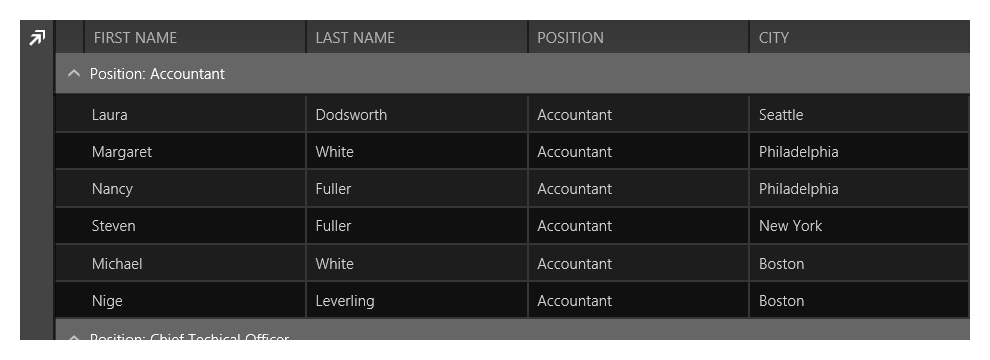 FIRST NAME LAST NAME POSITION CITY
Position: Accountant
Laura Dodsworth Accountant Seattle
Margaret White Accountant Philadelphia
Nancy Fuller Accountant Philadelphia
Steven Fuller Accountant New York
Michael White Accountant Boston
Nige Leverling Accountant Boston
Position: Chief Techical Officer